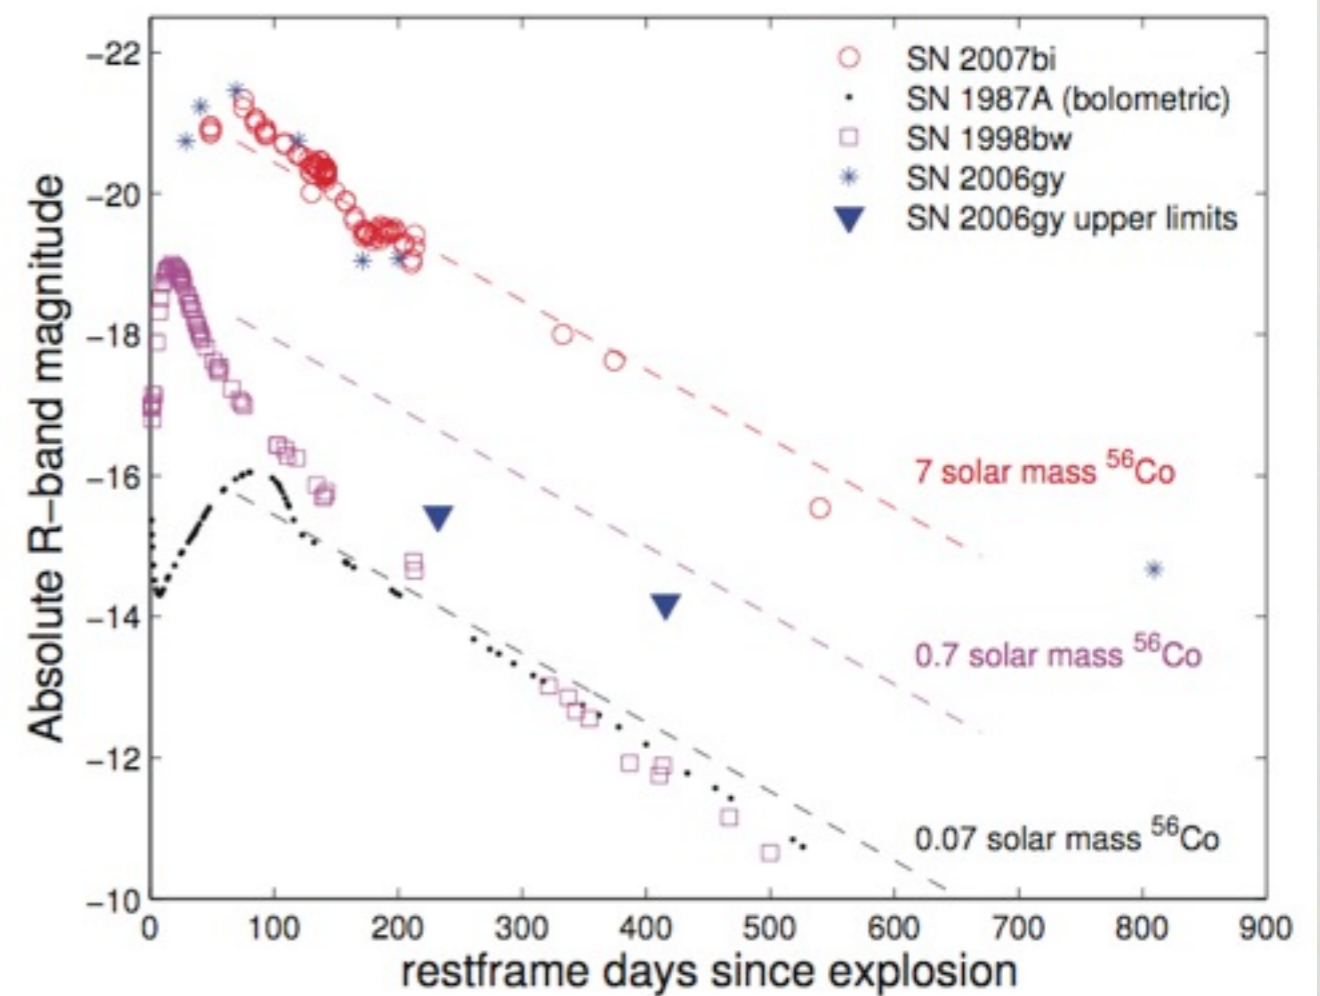 −22
−20
−18
−16
−14
−12
−10
Absolute R−band magnitude
SN 2007bi
SN 1987A (bolometric)
SN 1998bw
SN 2006gy
SN 2006gy upper limits
7 solar mass 56Co
0.7 solar mass 56Co
0.07 solar mass 56Co
0 100 200 300 400 500 600 700 800 900
restframe days since explosion